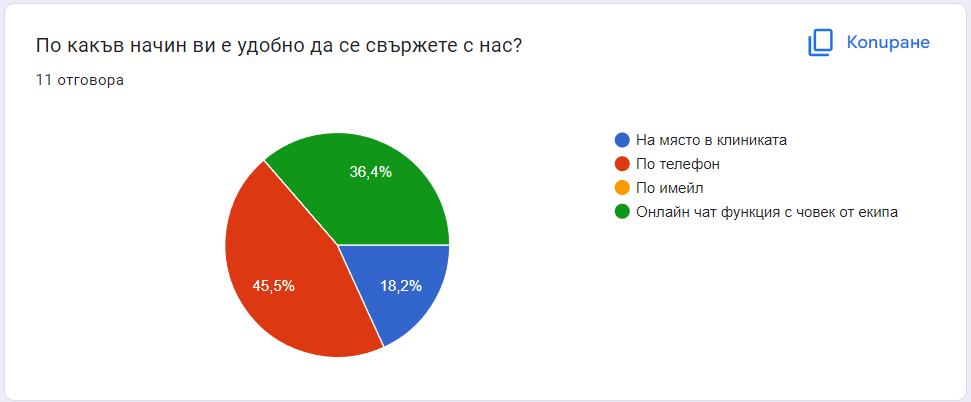 По какъв начин ви е удобно да се свържете с нас?
Копиране
11 отговора
36,4%
45,5%
18,2%
На място в клиниката
По телефон
По имейл
Онлайн чат функция с човек от екипа